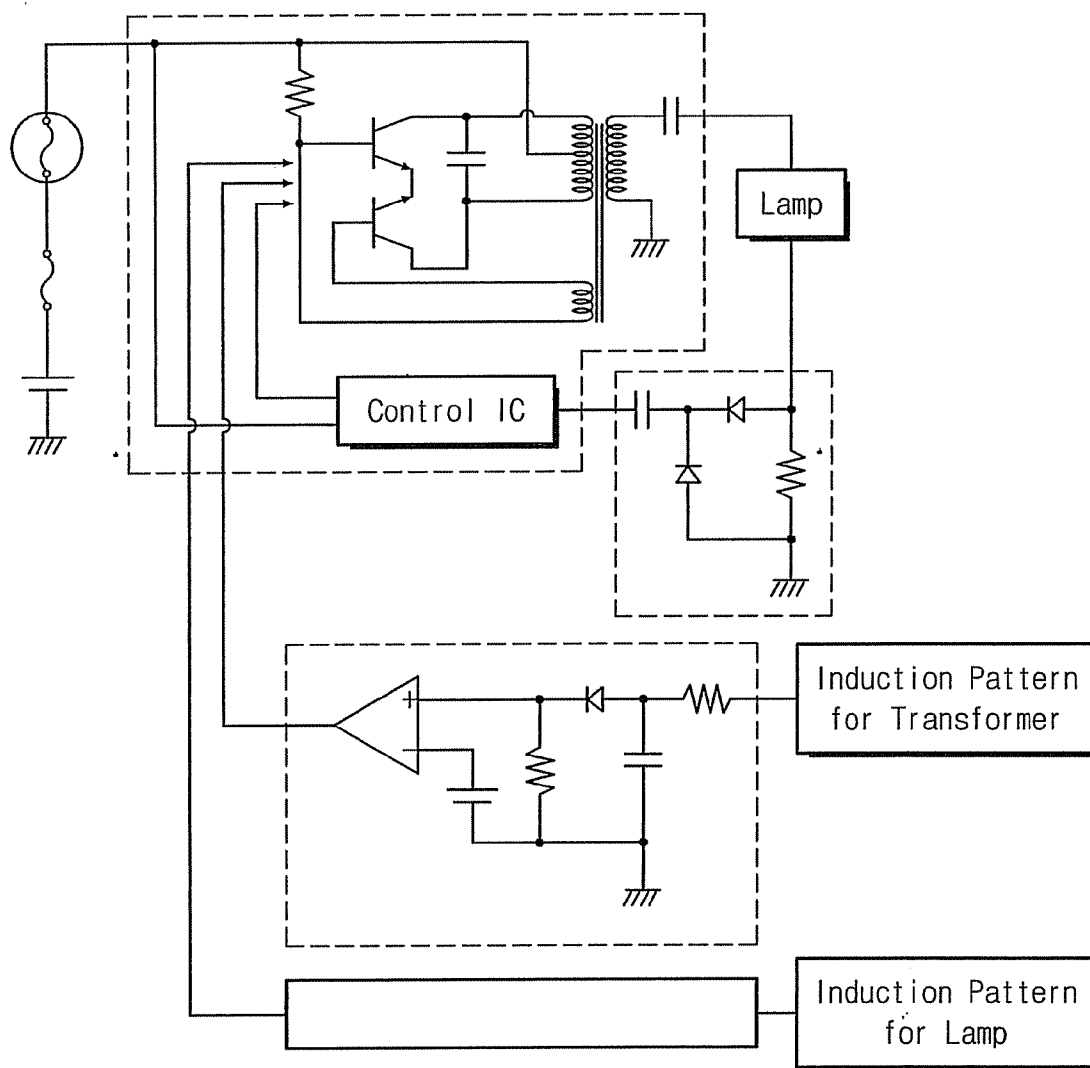 Lamp
Control IC
Induction Pattern
for Transformer
Induction Pattern
for Lamp